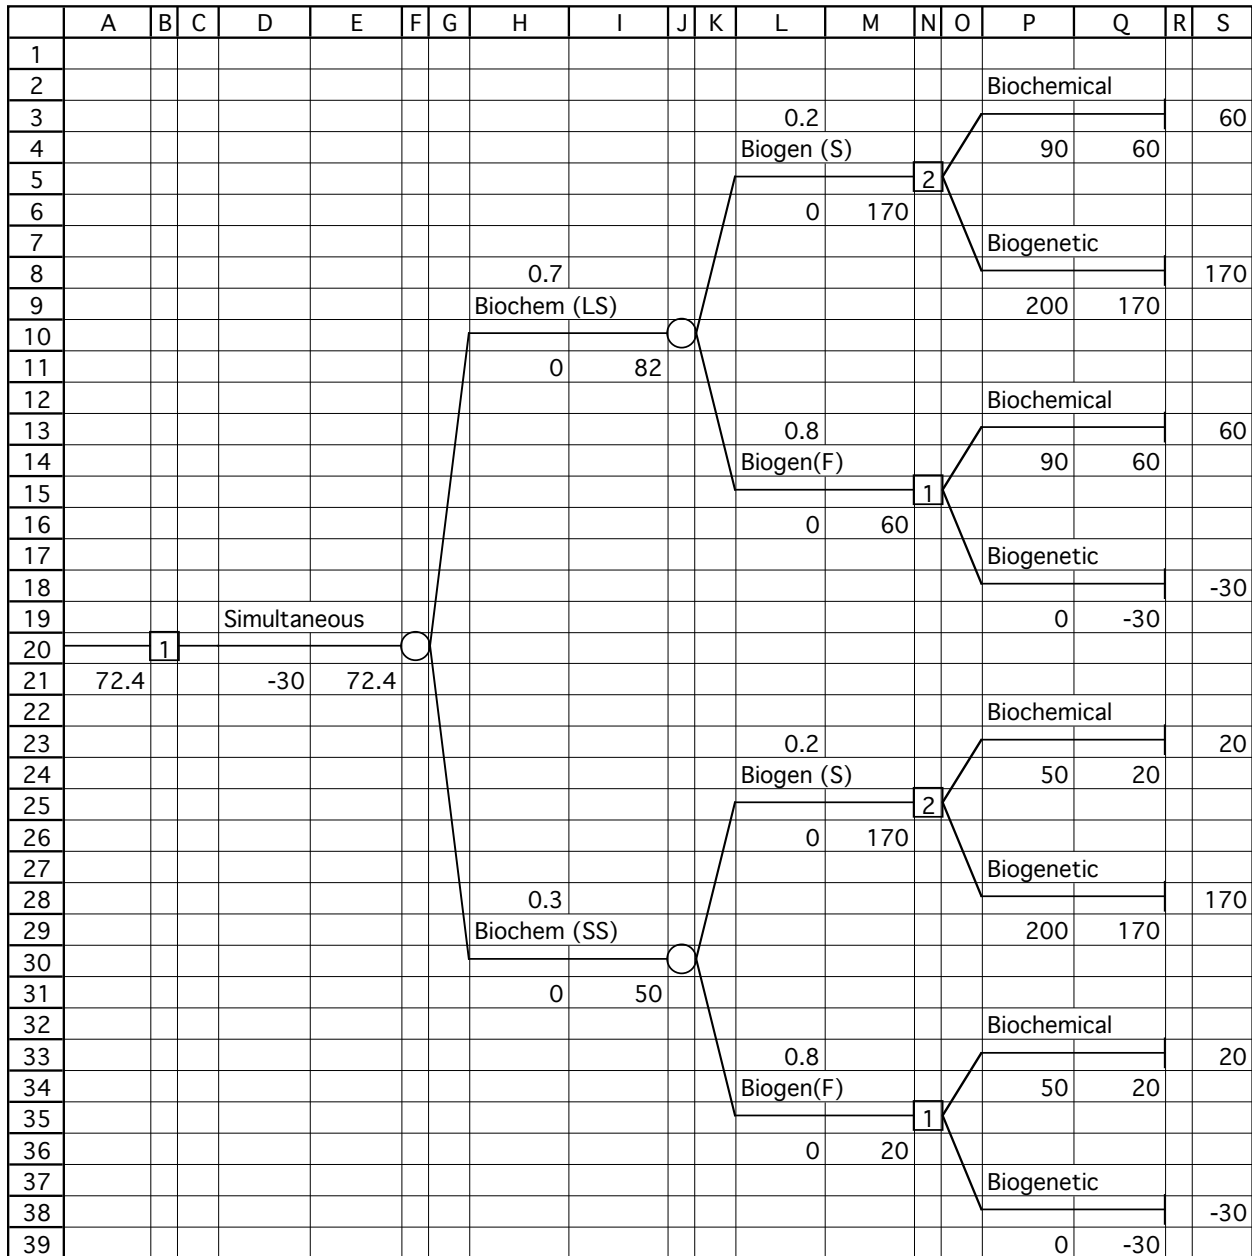 A B C D E F G H I J K L M N O P Q R S
1
2 Biochemical
3 0.2 60
4 Biogen (S) 90 60
5 2
6 0 170
7 Biogenetic
8 0.7 170
9 Biochem (LS) 200 170
10
11 0 82
12 Biochemical
13 0.8 60
14 Biogen(F) 90 60
15 1
16 0 60
17 Biogenetic
18 -30
19 Simultaneous 0 -30
20 1
21 72.4 -30 72.4
22 Biochemical
23 0.2 20
24 Biogen (S) 50 20
25 2
26 0 170
27 Biogenetic
28 0.3 170
29 Biochem (SS) 200 170
30
31 0 50
32 Biochemical
33 0.8 20
34 Biogen(F) 50 20
35 1
36 0 20
37 Biogenetic
38 -30
39 0 -30